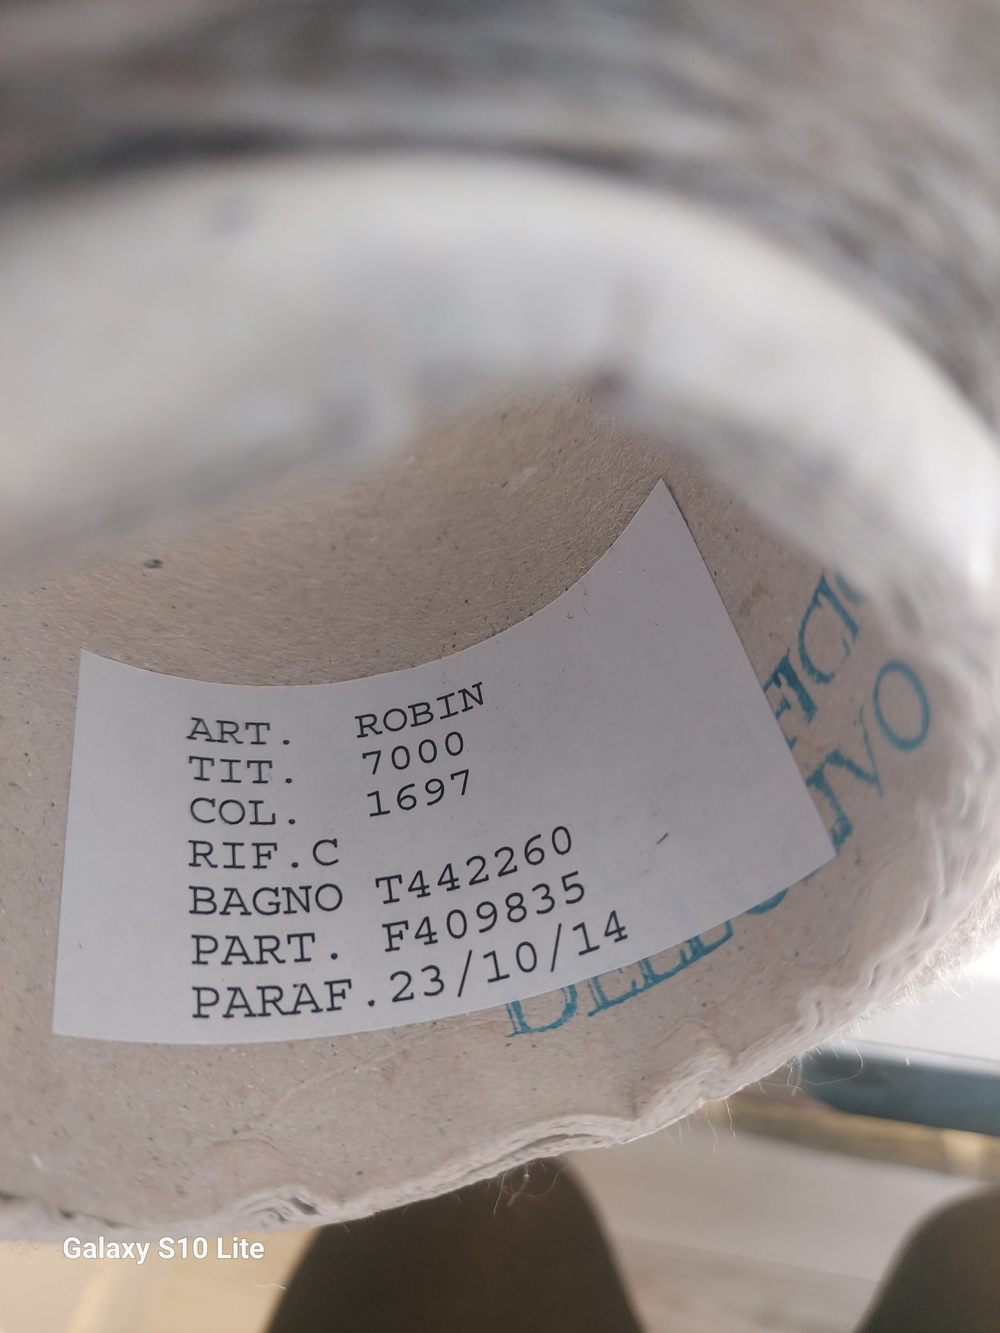 ART. ROBIN
TIT. 7000
COL. 1697
RIF.C
BAGNO T442260
PART. F409835
PARAF.23/10/14
Galaxy S10 Lite